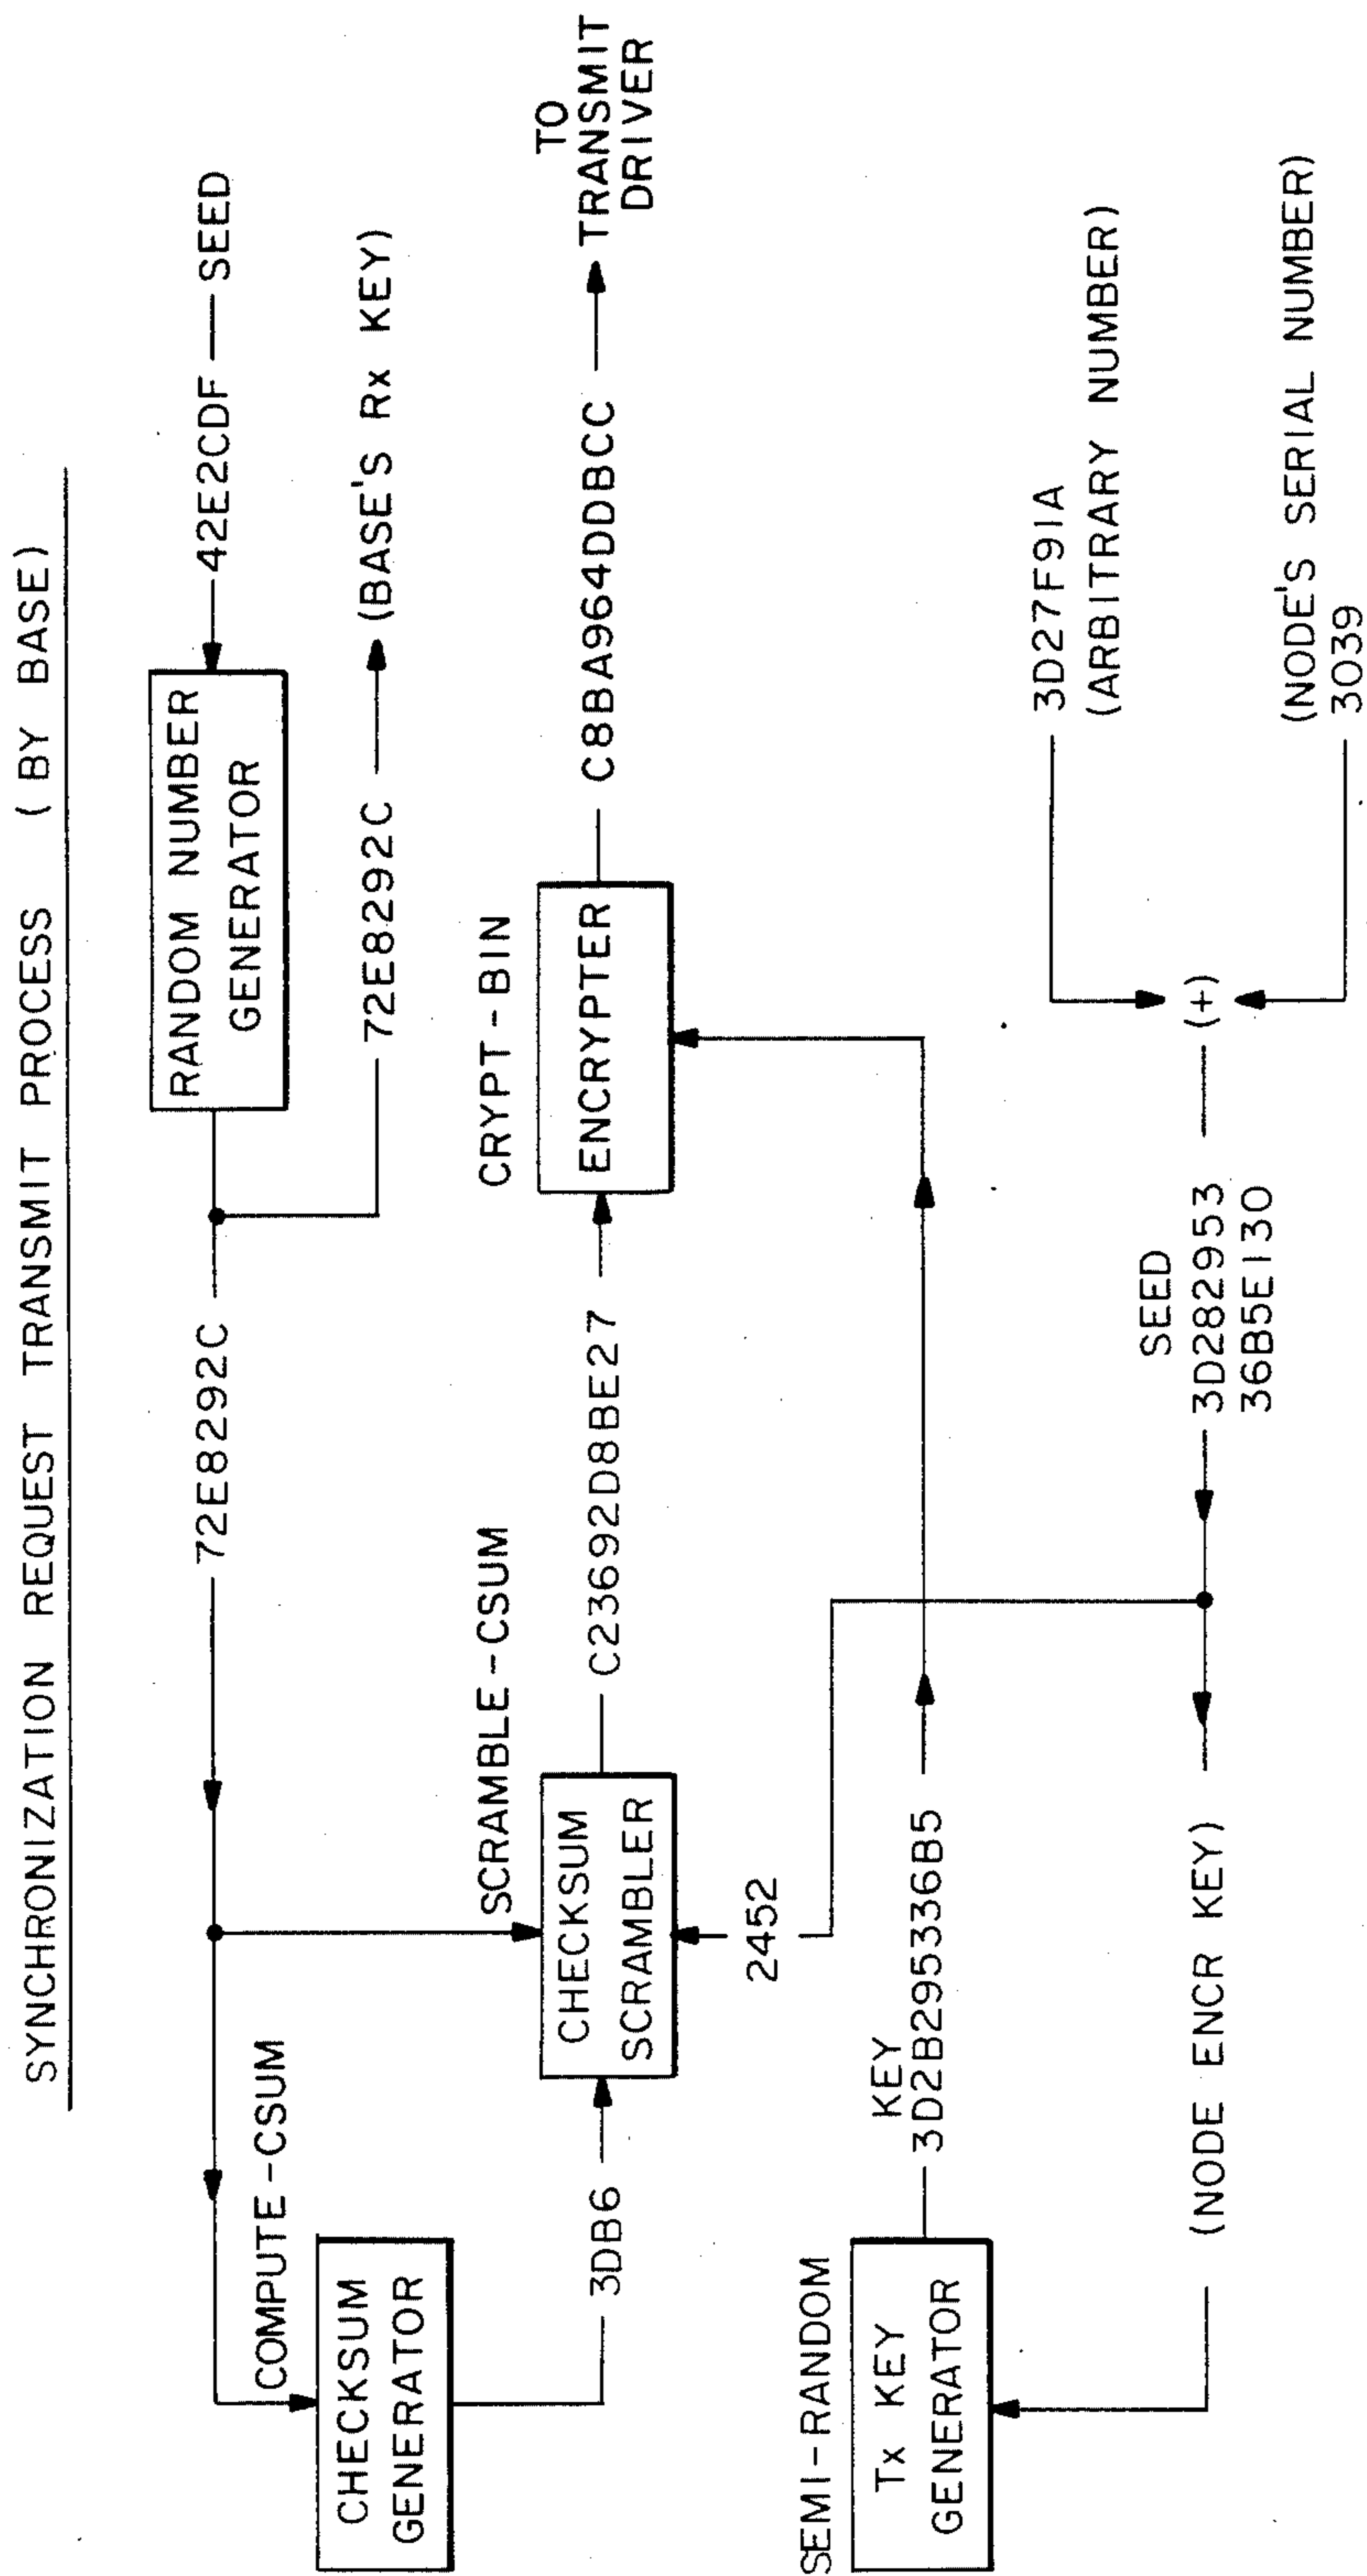 SYNCHRONIZATION REQUEST TRANSMIT PROCESS (BY BASE)
RANDOM NUMBER
GENERATOR
42E2CDF
SEED
72E8292C
72E8292C
(BASE'S Rx KEY)
COMPUTE-CSUM
CHECKSUM
GENERATOR
3DB6
SCRAMBLE-CSUM
CHECKSUM
SCRAMBLER
2452
C23692D8BE27
CRYPT-BIN
ENCRYPTER
C8BA964DDBCC
TO
TRANSMIT
DRIVER
SEMI-RANDOM
Tx KEY
GENERATOR
KEY
3D2B295336B5
(NODE ENCR KEY)
SEED
3D282953
36B5E130
(+)
3D27F91A
(ARBITRARY NUMBER)
(NODE'S SERIAL NUMBER)
3039